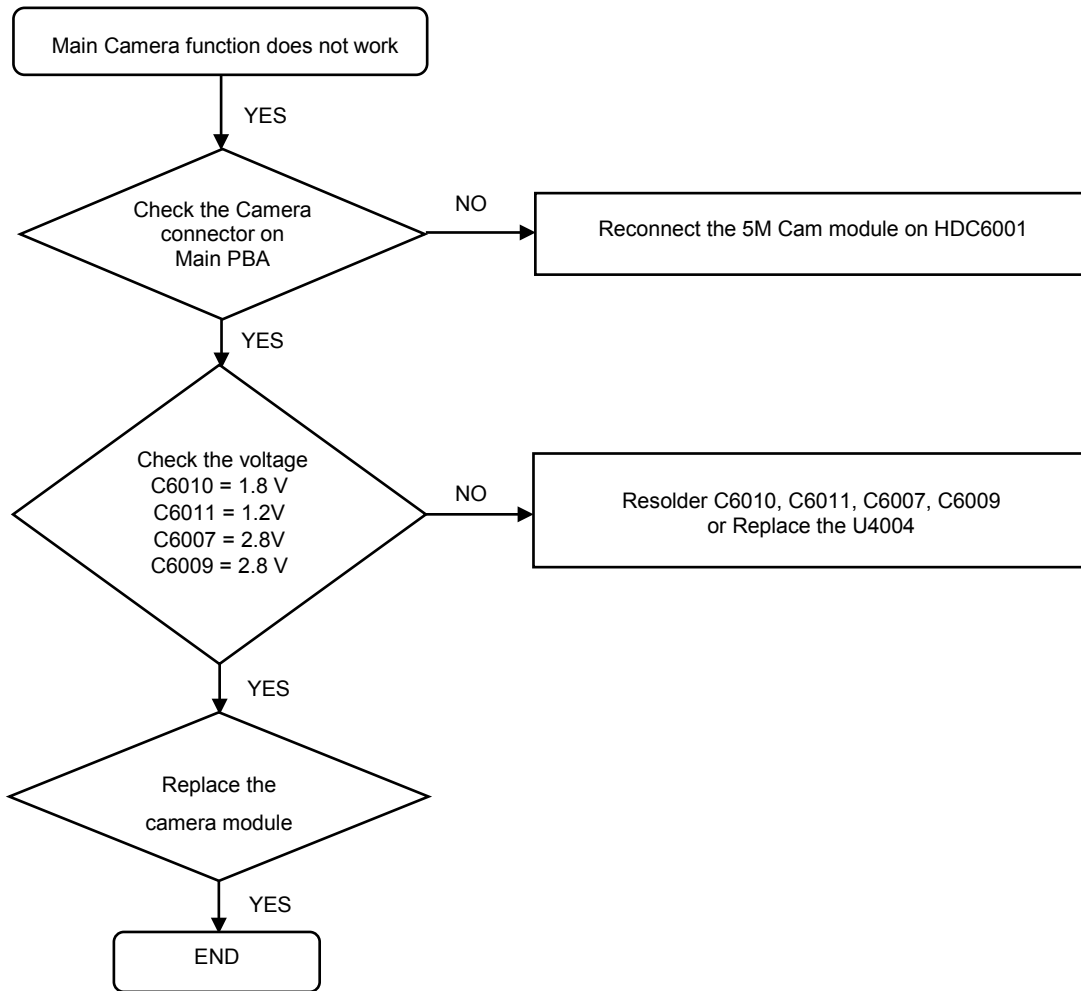 Main Camera function does not work
YES
Check the Camera
connector on
Main PBA
NO
Reconnect the 5M Cam module on HDC6001
YES
Check the voltage
C6010 = 1.8 V
C6011 = 1.2V
C6007 = 2.8V
C6009 = 2.8 V
NO
Resolder C6010, C6011, C6007, C6009
or Replace the U4004
YES
Replace the
camera module
YES
END